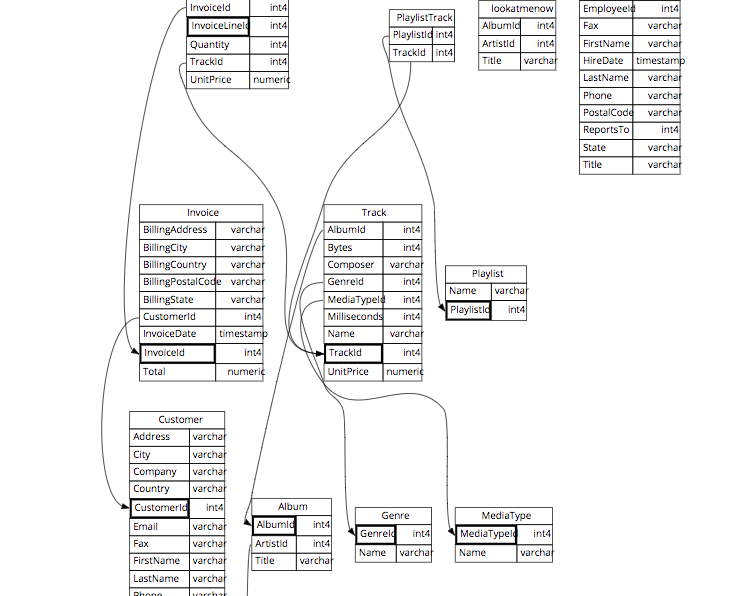 InvoiceId int4
InvoiceLineId int4
Quantity int4
TrackId int4
UnitPrice numeric
PlaylistTrack
PlaylistId int4
TrackId int4
lookatmenow
AlbumId int4
ArtistId int4
Title varchar
EmployeeId int4
Fax varchar
FirstName varchar
HireDate timestamp
LastName varchar
Phone varchar
PostalCode varchar
ReportsTo int4
State varchar
Title varchar
Invoice
BillingAddress varchar
BillingCity varchar
BillingCountry varchar
BillingPostalCode varchar
BillingState varchar
CustomerId int4
InvoiceDate timestamp
InvoiceId int4
Total numeric
Track
AlbumId int4
Bytes int4
Composer varchar
GenreId int4
MediaTypeId int4
Milliseconds int4
Name varchar
TrackId int4
UnitPrice numeric
Playlist
Name varchar
PlaylistId int4
Customer
Address varchar
City varchar
Company varchar
Country varchar
CustomerId int4
Email varchar
Fax varchar
FirstName varchar
LastName varchar
Phone varchar
Album
AlbumId int4
ArtistId int4
Title varchar
Genre
GenreId int4
Name varchar
MediaType
MediaTypeId int4
Name varchar